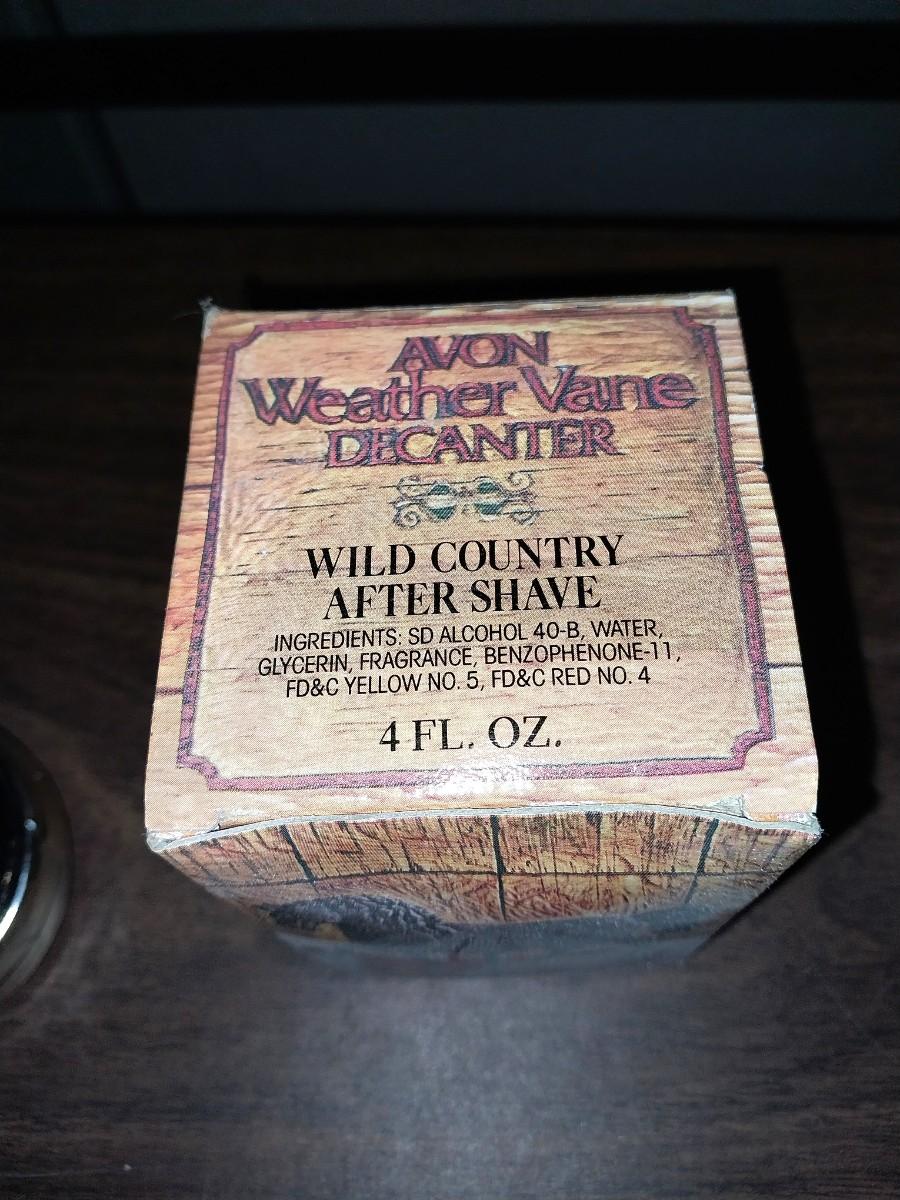 AVON
Weather Vane
DECANTER
WILD COUNTRY
AFTER SHAVE
INGREDIENTS: SD ALCOHOL 40-B, WATER,
GLYCERIN, FRAGRANCE, BENZOPHENONE-11,
FD&C YELLOW NO. 5, FD&C RED NO. 4
4 FL. OZ.